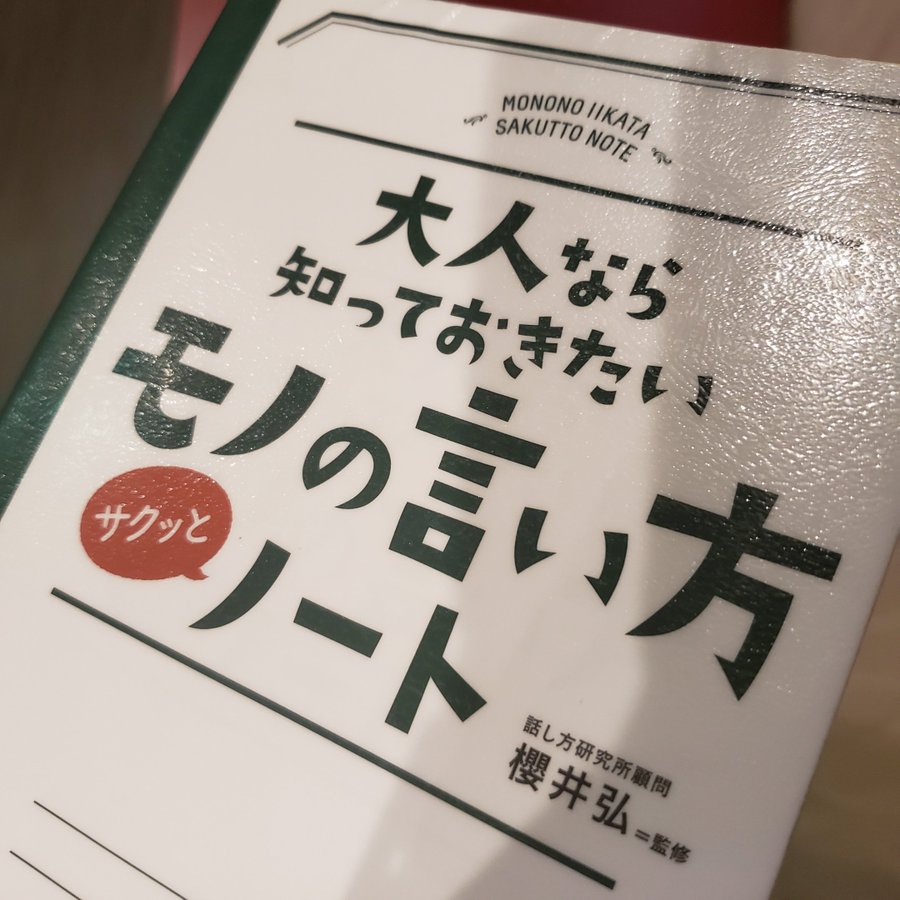 MONONO IIKATA
SAKUTTO NOTE
大人なら
知っておきたい
モノの言い方
サクッと
ノート
話し方研究所顧問
櫻井弘=監修